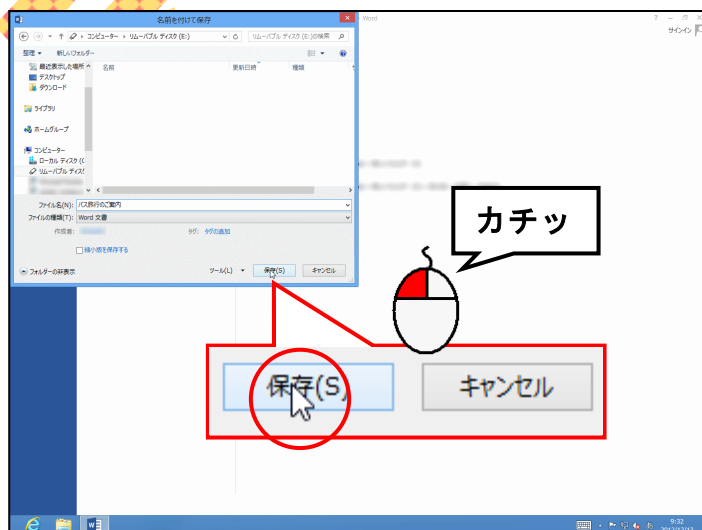 名前を付けて保存
Word
サインイン
コンピューター ▸ リムーバブル ディスク (E:)
リムーバブル ディスク (E:)の検索
整理 新しいフォルダー
最近表示した場所
デスクトップ
ダウンロード
ライブラリ
ホームグループ
コンピューター
ローカル ディスク (C
リムーバブル ディスク
名前 更新日時 種類
ファイル名(N): バス旅行のご案内
ファイルの種類(T): Word 文書
作成者:
タグ: タグの追加
縮小版を保存する
フォルダーの非表示
ツール(L) 保存(S) キャンセル
カチッ
保存(S) キャンセル
あ
9:32